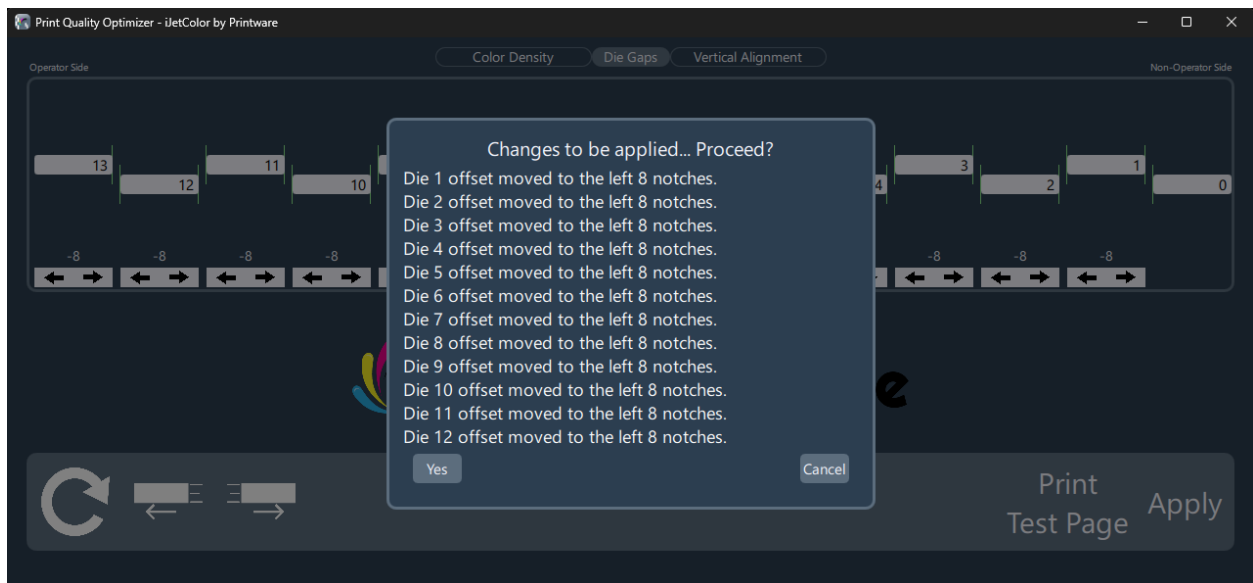 Print Quality Optimizer - iJetColor by Printware
Color Density
Die Gaps
Vertical Alignment
Operator Side
Non-Operator Side
13
12
11
10
4
3
2
1
0
-8
-8
-8
-8
-8
-8
-8
Changes to be applied... Proceed?
Die 1 offset moved to the left 8 notches.
Die 2 offset moved to the left 8 notches.
Die 3 offset moved to the left 8 notches.
Die 4 offset moved to the left 8 notches.
Die 5 offset moved to the left 8 notches.
Die 6 offset moved to the left 8 notches.
Die 7 offset moved to the left 8 notches.
Die 8 offset moved to the left 8 notches.
Die 9 offset moved to the left 8 notches.
Die 10 offset moved to the left 8 notches.
Die 11 offset moved to the left 8 notches.
Die 12 offset moved to the left 8 notches.
Yes
Cancel
e
Print
Test Page
Apply